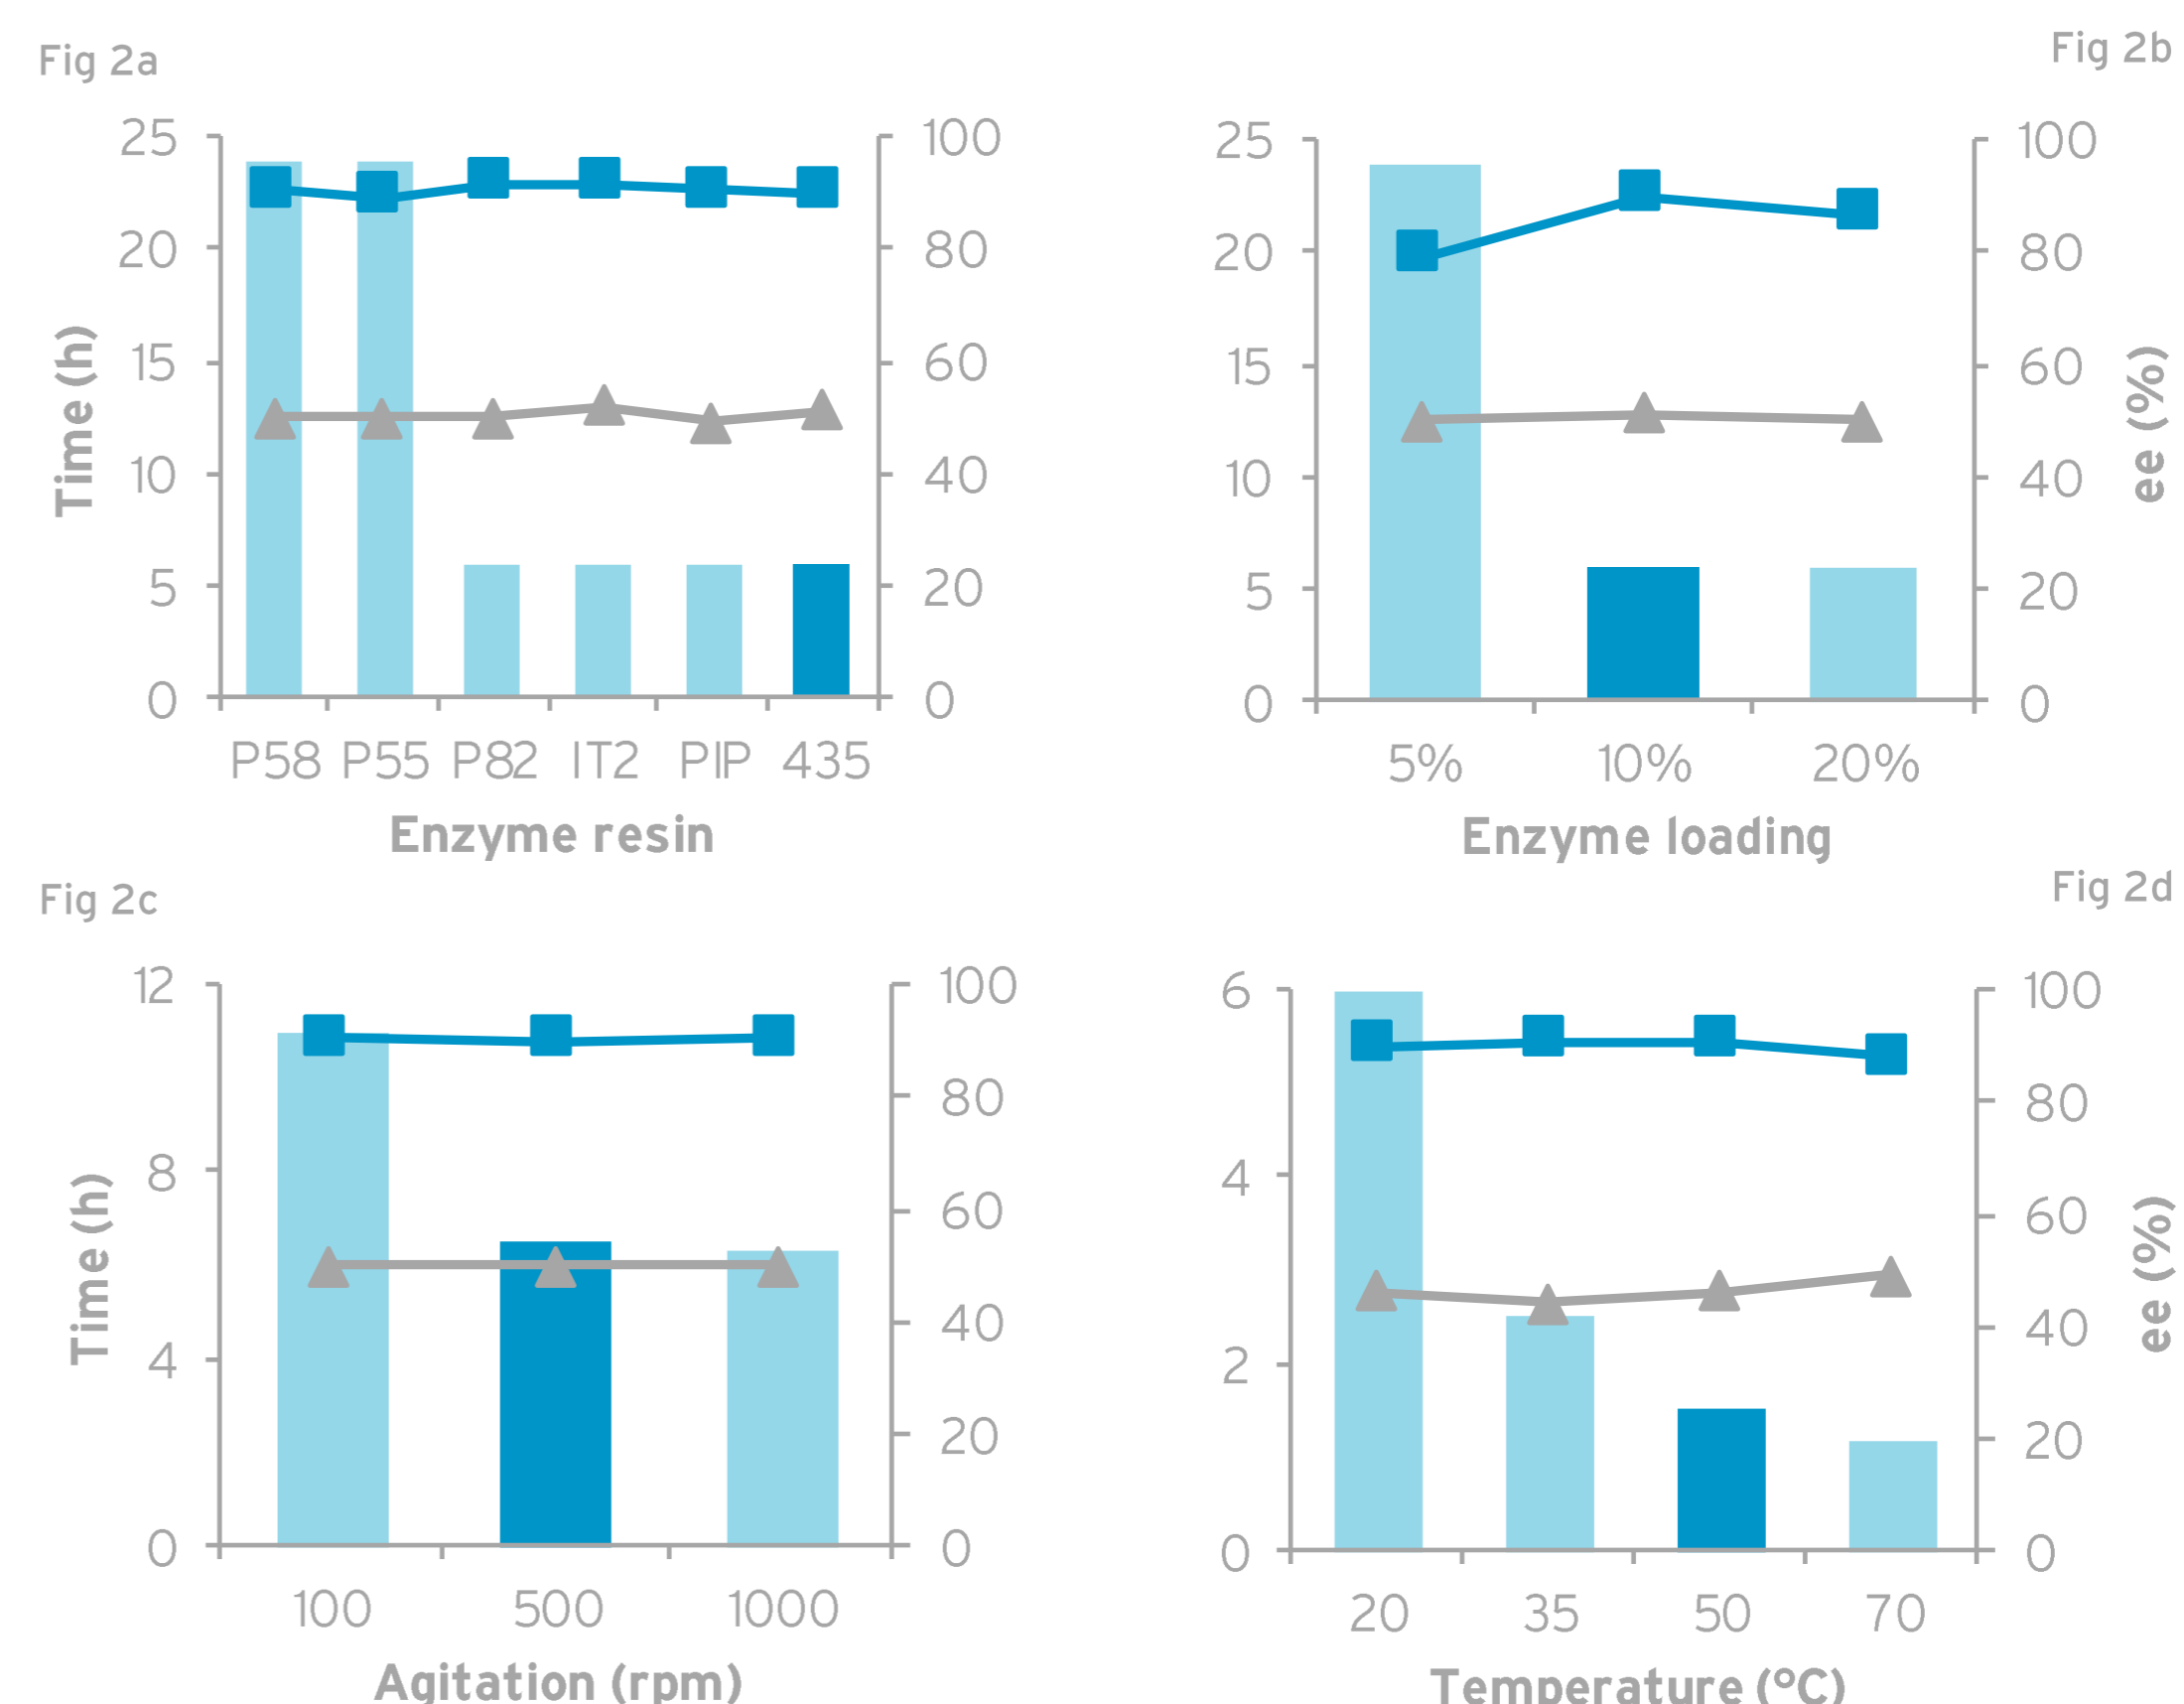 Fig 2a
25
20
15
10
5
0
Time (h)
100
80
60
40
20
0
P58 P55 P82 IT2 PIP 435
Enzyme resin
Fig 2b
25
20
15
10
5
0
100
80
60
40
20
0
ee (%)
5% 10% 20%
Enzyme loading
Fig 2c
12
8
4
0
Time (h)
100
80
60
40
20
0
100 500 1000
Agitation (rpm)
Fig 2d
6
4
2
0
100
80
60
40
20
0
ee (%)
20 35 50 70
Temperature (°C)